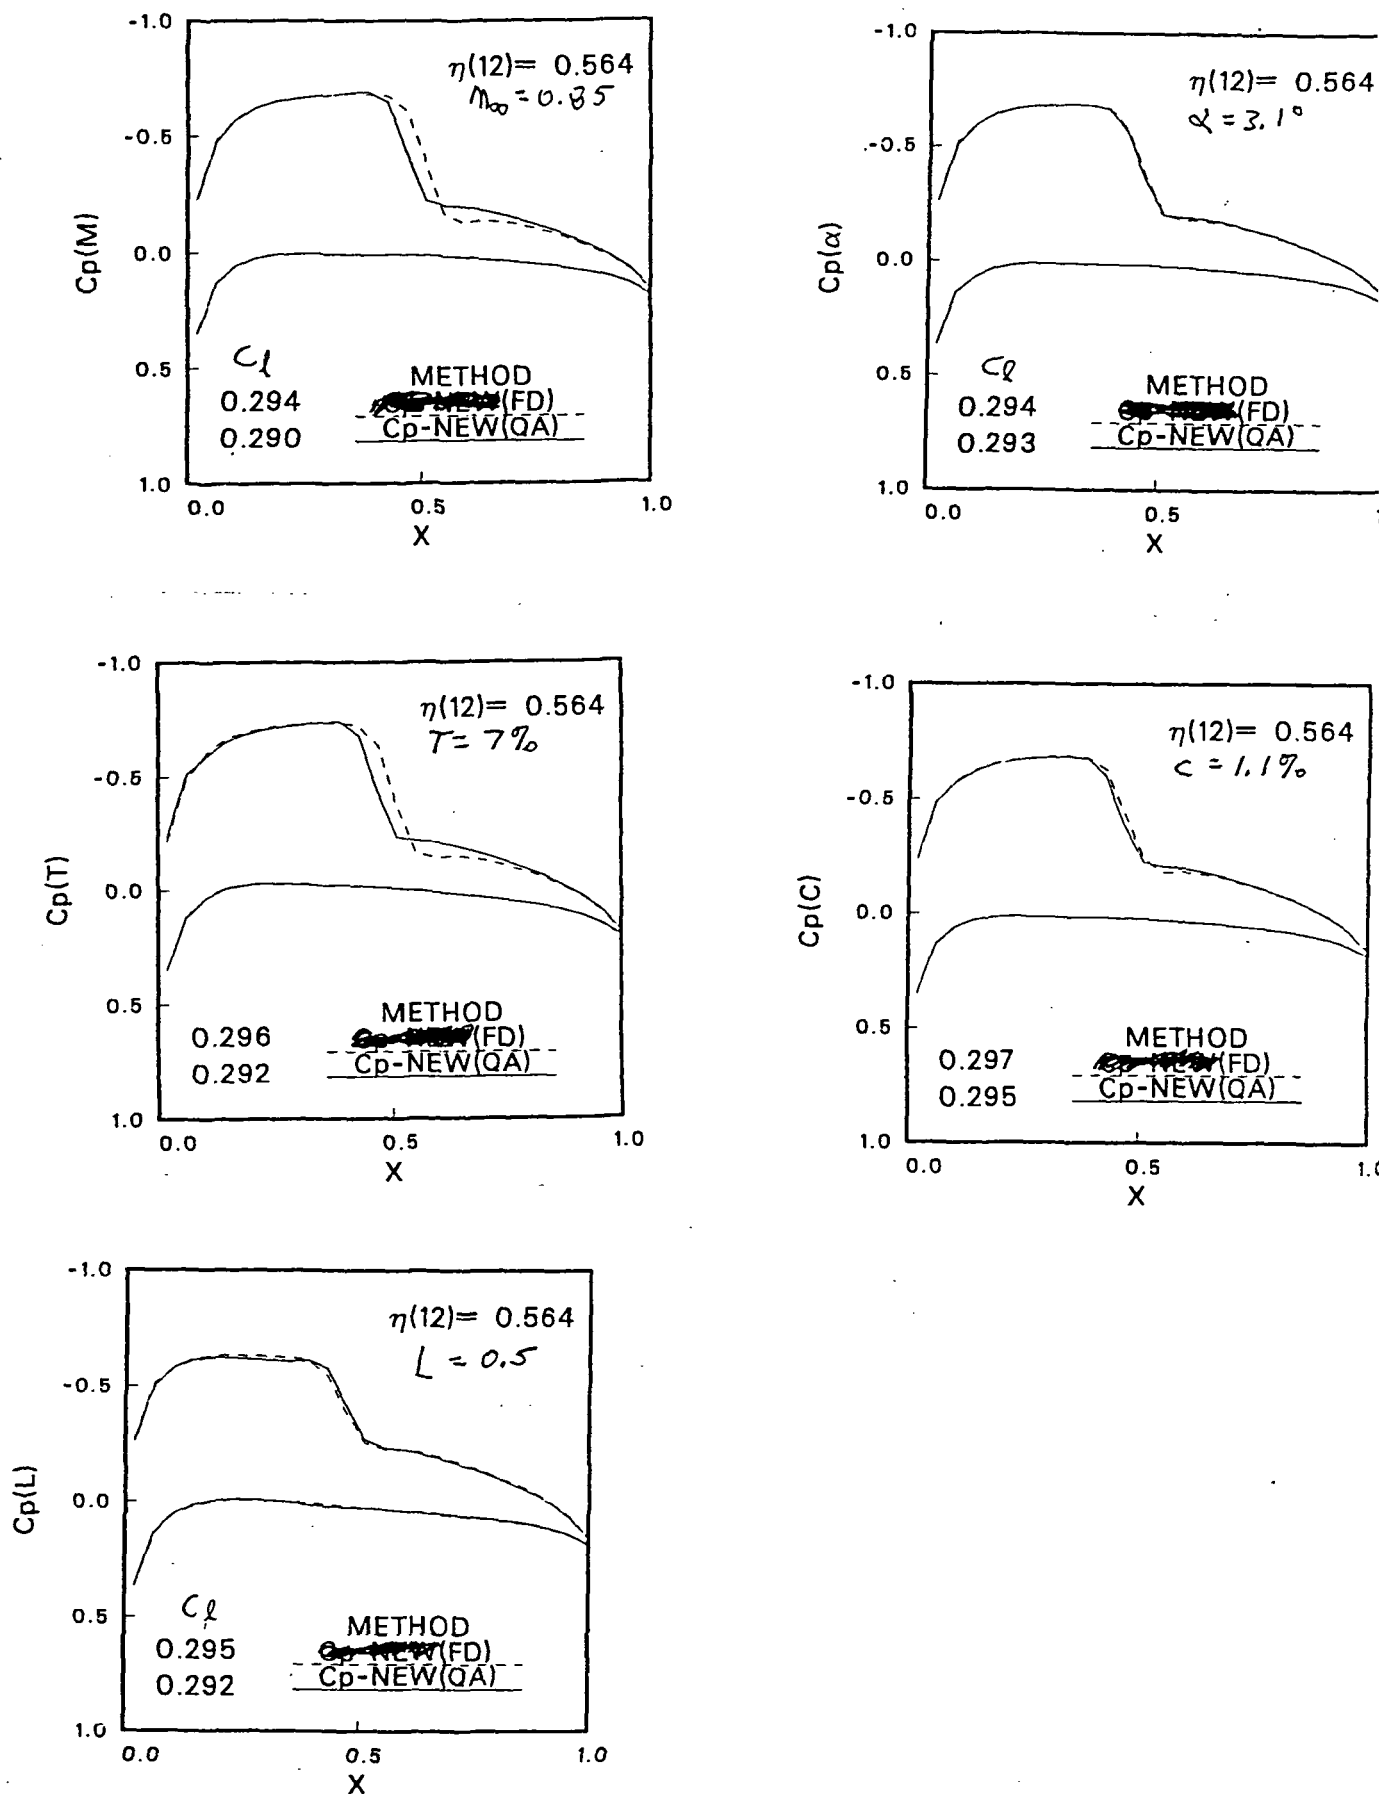 -1.0
η(12)= 0.564
M∞ = 0.85
-0.5
Cp(M)
0.0
0.5
Cl
METHOD
0.294 (FD)
0.290 Cp-NEW(QA)
1.0
0.0 0.5 1.0
X
-1.0
η(12)= 0.564
α = 3.1°
-0.5
Cp(α)
0.0
0.5
Cl
METHOD
0.294 (FD)
0.293 Cp-NEW(QA)
1.0
0.0 0.5
X
-1.0
η(12)= 0.564
T = 7%
-0.5
Cp(T)
0.0
0.5
METHOD
0.296 (FD)
0.292 Cp-NEW(QA)
1.0
0.0 0.5 1.0
X
-1.0
η(12)= 0.564
C = 1.1%
-0.5
Cp(C)
0.0
0.5
METHOD
0.297 (FD)
0.295 Cp-NEW(QA)
1.0
0.0 0.5 1.0
X
-1.0
η(12)= 0.564
L = 0.5
-0.5
Cp(L)
0.0
0.5
Cl
METHOD
0.295 (FD)
0.292 Cp-NEW(QA)
1.0
0.0 0.5 1.0
X